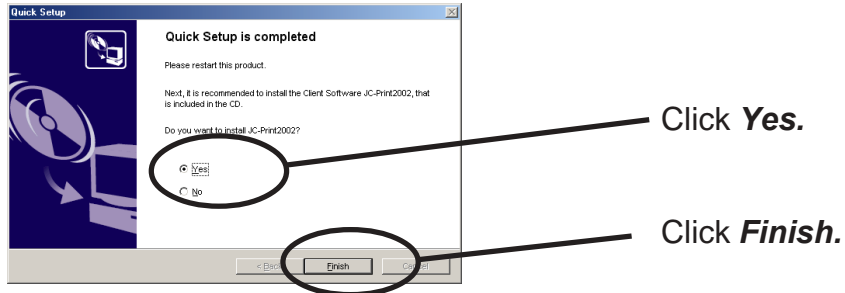 Quick Setup
Quick Setup is completed
Please restart this product.
Next, it is recommended to install the Client Software JC-Print2002, that
is included in the CD.
Do you want to install JC-Print2002?
Yes
No
Click Yes.
< Back Finish Cancel
Click Finish.